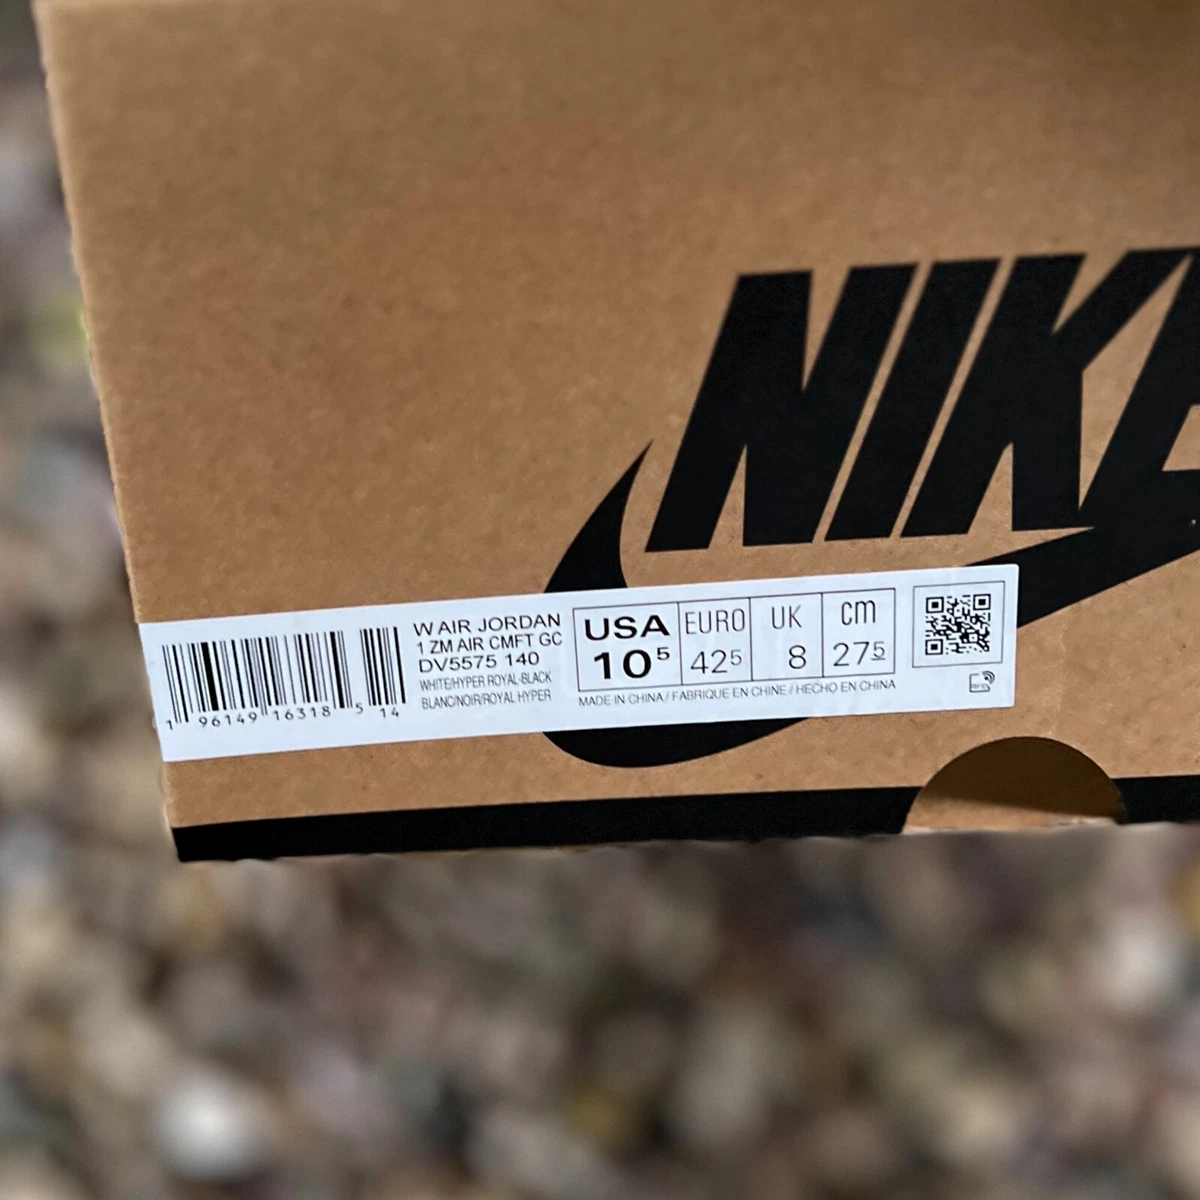 NIKE
W AIR JORDAN
1 ZM AIR CMFT GC
DV5575 140
WHITE/HYPER ROYAL-BLACK
BLANC/NOIR/ROYAL HYPER
1 96149 16318 5 14
USA EURO UK cm
10⁵ 42⁵ 8 27⁵
MADE IN CHINA / FABRIQUE EN CHINE / HECHO EN CHINA